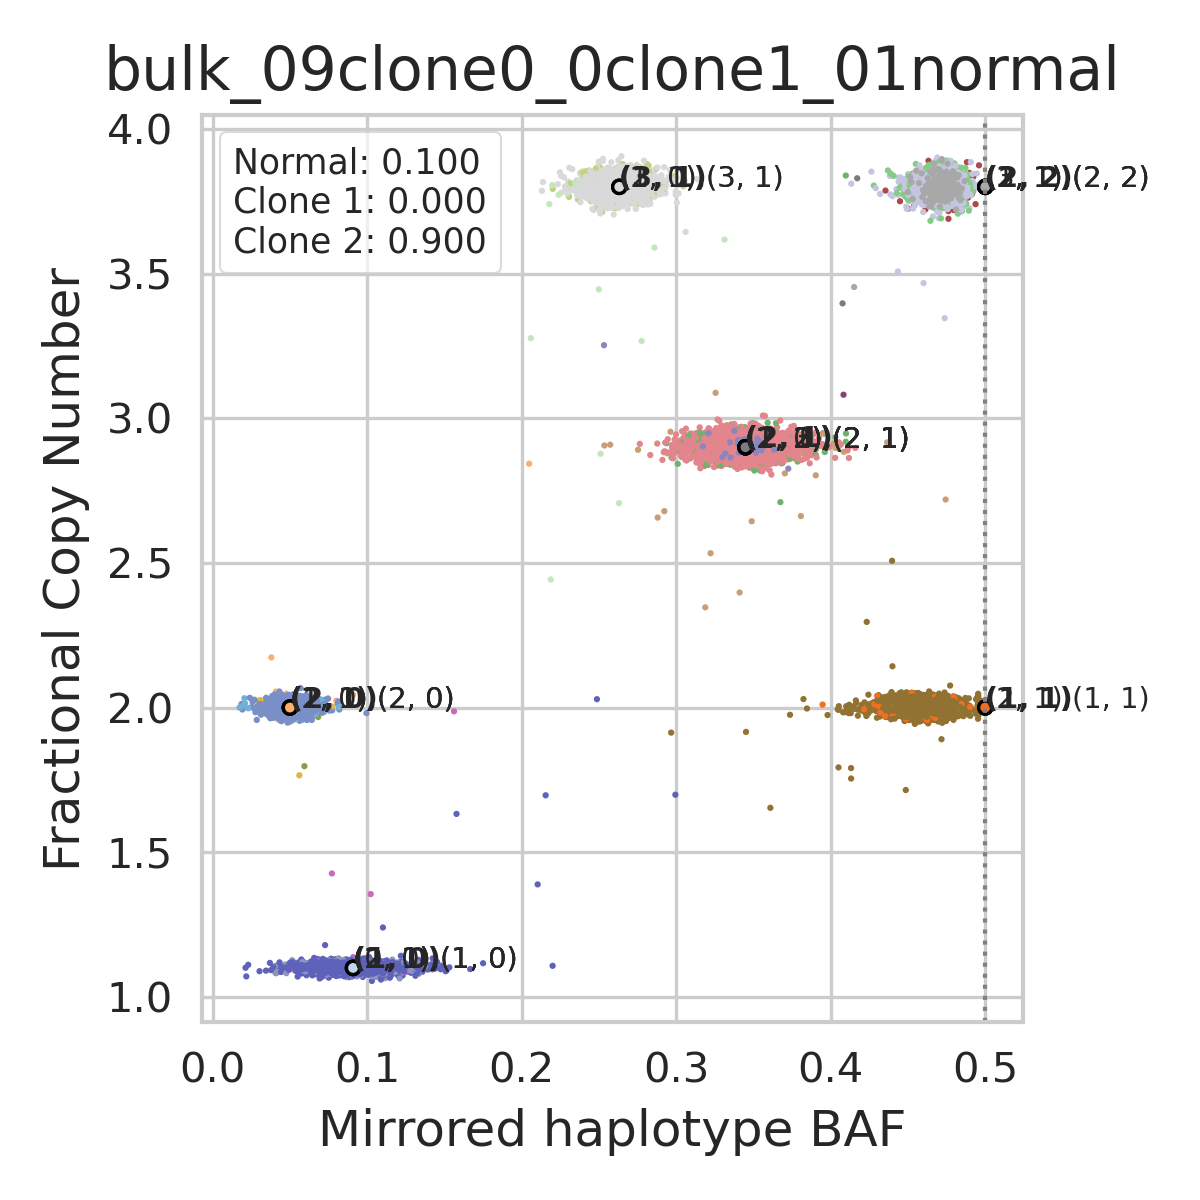 bulk_09clone0_0clone1_01normal
4.0
3.5
3.0
2.5
2.0
1.5
1.0
Fractional Copy Number
Normal: 0.100
Clone 1: 0.000
Clone 2: 0.900
(3, 1)
(2, 2)
(2, 1)
(2, 0)
(1, 1)
(1, 0)
0.0 0.1 0.2 0.3 0.4 0.5
Mirrored haplotype BAF